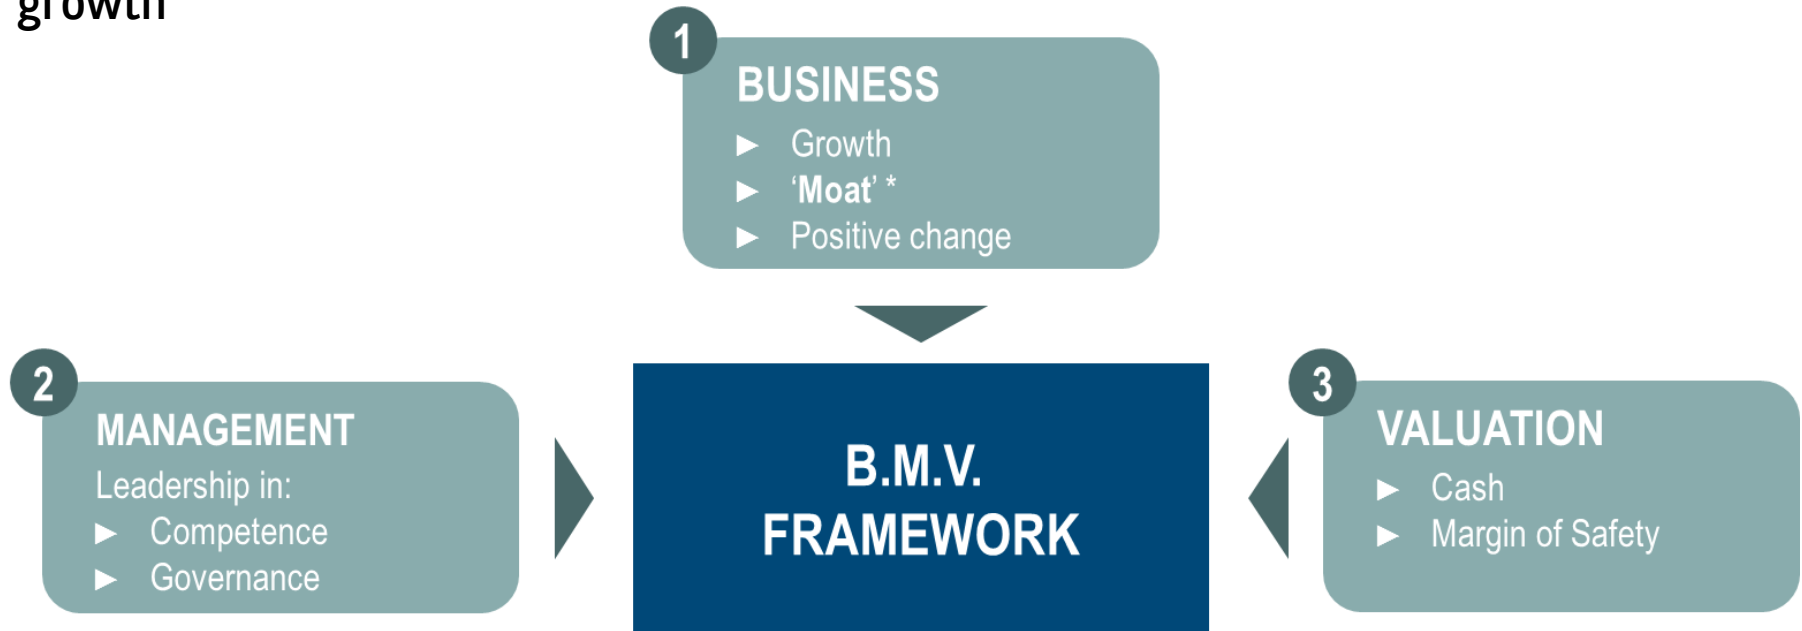 growth
1
BUSINESS
► Growth
► ‘Moat’ *
► Positive change
2
MANAGEMENT
Leadership in:
► Competence
► Governance
B.M.V.
FRAMEWORK
3
VALUATION
► Cash
► Margin of Safety